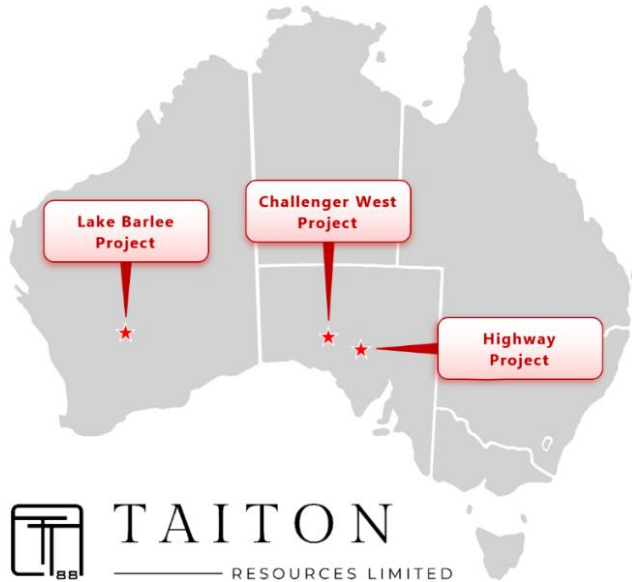 Lake Barlee
Project
Challenger West
Project
Highway
Project
88
TAITON
RESOURCES LIMITED